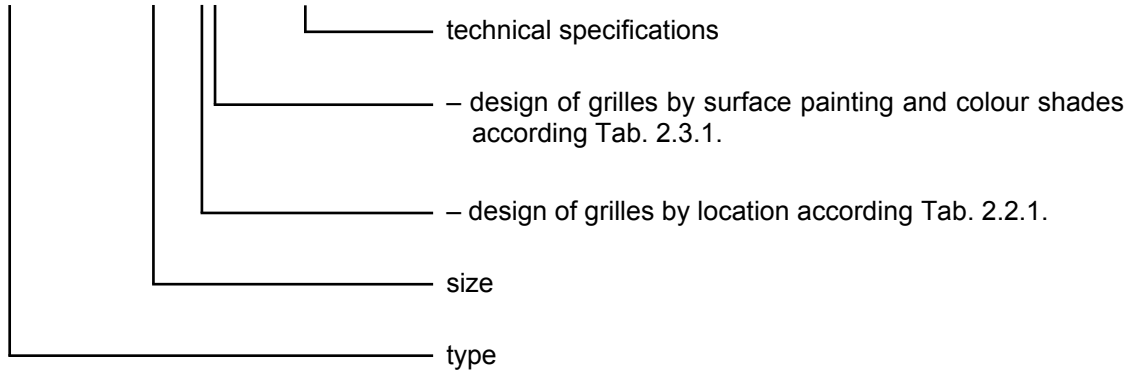 technical specifications
– design of grilles by surface painting and colour shades
according Tab. 2.3.1.
– design of grilles by location according Tab. 2.2.1.
size
type